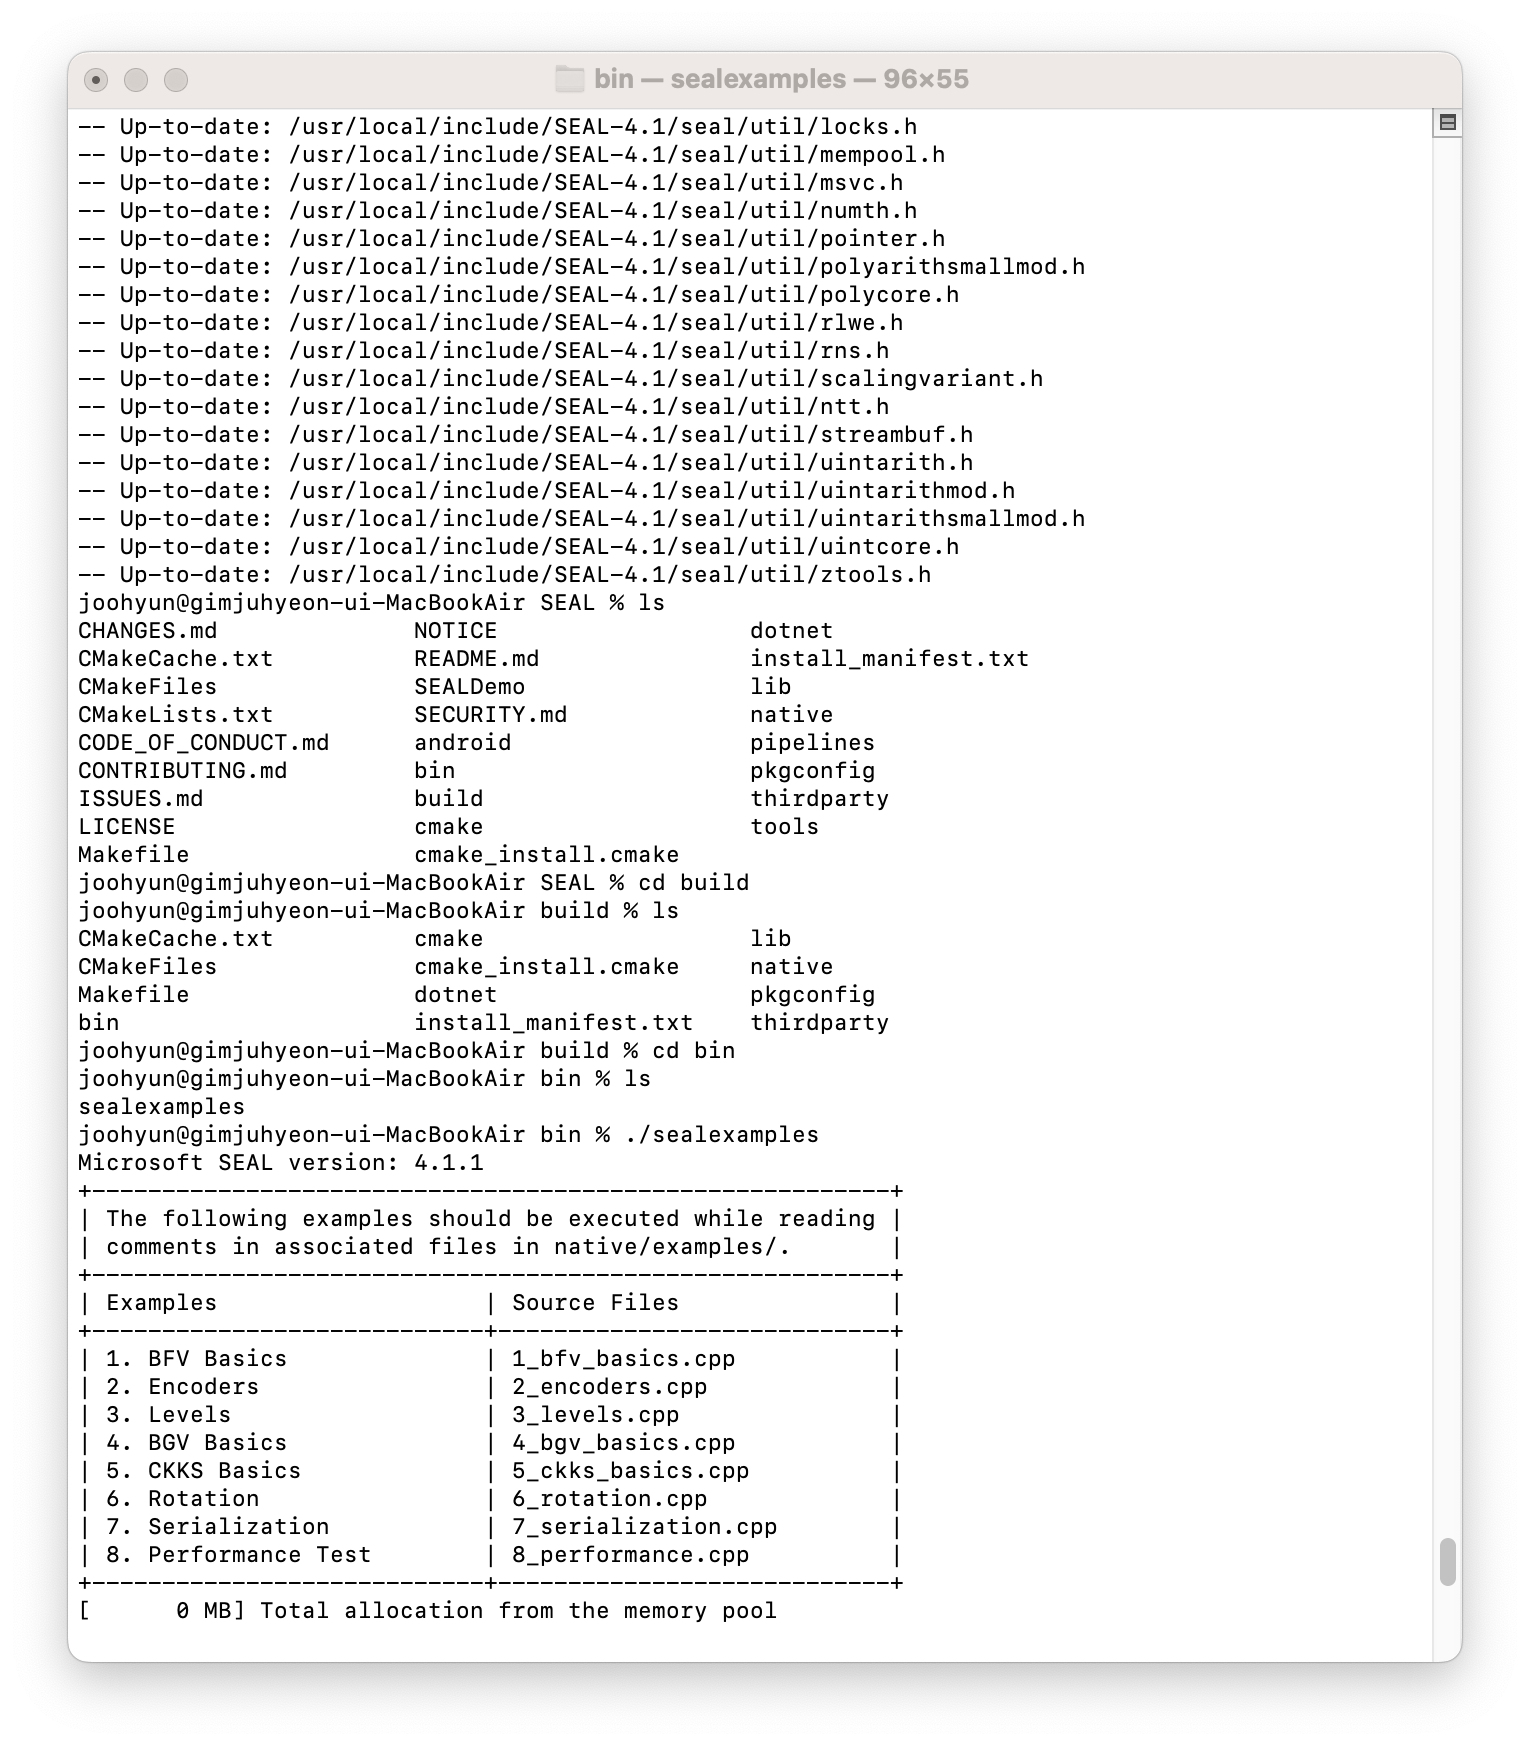 bin — sealexamples — 96×55
-- Up-to-date: /usr/local/include/SEAL-4.1/seal/util/locks.h
-- Up-to-date: /usr/local/include/SEAL-4.1/seal/util/mempool.h
-- Up-to-date: /usr/local/include/SEAL-4.1/seal/util/msvc.h
-- Up-to-date: /usr/local/include/SEAL-4.1/seal/util/numth.h
-- Up-to-date: /usr/local/include/SEAL-4.1/seal/util/pointer.h
-- Up-to-date: /usr/local/include/SEAL-4.1/seal/util/polyarithsmallmod.h
-- Up-to-date: /usr/local/include/SEAL-4.1/seal/util/polycore.h
-- Up-to-date: /usr/local/include/SEAL-4.1/seal/util/rlwe.h
-- Up-to-date: /usr/local/include/SEAL-4.1/seal/util/rns.h
-- Up-to-date: /usr/local/include/SEAL-4.1/seal/util/scalingvariant.h
-- Up-to-date: /usr/local/include/SEAL-4.1/seal/util/ntt.h
-- Up-to-date: /usr/local/include/SEAL-4.1/seal/util/streambuf.h
-- Up-to-date: /usr/local/include/SEAL-4.1/seal/util/uintarith.h
-- Up-to-date: /usr/local/include/SEAL-4.1/seal/util/uintarithmod.h
-- Up-to-date: /usr/local/include/SEAL-4.1/seal/util/uintarithsmallmod.h
-- Up-to-date: /usr/local/include/SEAL-4.1/seal/util/uintcore.h
-- Up-to-date: /usr/local/include/SEAL-4.1/seal/util/ztools.h
joohyun@gimjuhyeon-ui-MacBookAir SEAL % ls
CHANGES.md              NOTICE                  dotnet
CMakeCache.txt          README.md               install_manifest.txt
CMakeFiles              SEALDemo                lib
CMakeLists.txt          SECURITY.md             native
CODE_OF_CONDUCT.md      android                 pipelines
CONTRIBUTING.md         bin                     pkgconfig
ISSUES.md               build                   thirdparty
LICENSE                 cmake                   tools
Makefile                cmake_install.cmake
joohyun@gimjuhyeon-ui-MacBookAir SEAL % cd build
joohyun@gimjuhyeon-ui-MacBookAir build % ls
CMakeCache.txt          cmake                   lib
CMakeFiles              cmake_install.cmake     native
Makefile                dotnet                  pkgconfig
bin                     install_manifest.txt    thirdparty
joohyun@gimjuhyeon-ui-MacBookAir build % cd bin
joohyun@gimjuhyeon-ui-MacBookAir bin % ls
sealexamples
joohyun@gimjuhyeon-ui-MacBookAir bin % ./sealexamples
Microsoft SEAL version: 4.1.1
+---------------------------------------------------------+
| The following examples should be executed while reading |
| comments in associated files in native/examples/.       |
+---------------------------------------------------------+
| Examples                   | Source Files               |
+----------------------------+----------------------------+
| 1. BFV Basics              | 1_bfv_basics.cpp           |
| 2. Encoders                | 2_encoders.cpp             |
| 3. Levels                  | 3_levels.cpp               |
| 4. BGV Basics              | 4_bgv_basics.cpp           |
| 5. CKKS Basics             | 5_ckks_basics.cpp          |
| 6. Rotation                | 6_rotation.cpp             |
| 7. Serialization           | 7_serialization.cpp        |
| 8. Performance Test        | 8_performance.cpp          |
+----------------------------+----------------------------+
[      0 MB] Total allocation from the memory pool